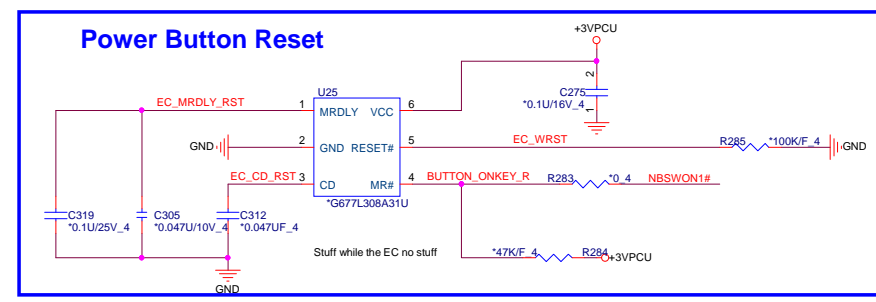 Power Button Reset
+3VPCU
U25
2
C275
*0.1U/16V_4
1
EC_MRDLY_RST
1
MRDLY VCC
6
GND
2
GND RESET#
5
EC_WRST
R285
*100K/F_4
GND
EC_CD_RST
3
CD MR#
4
BUTTON_ONKEY_R
R283
*0_4
NBSWON1#
*G677L308A31U
C319
*0.1U/25V_4
C305
*0.047U/10V_4
C312
*0.047UF_4
Stuff while the EC no stuff
*47K/F_4
R284
+3VPCU
GND